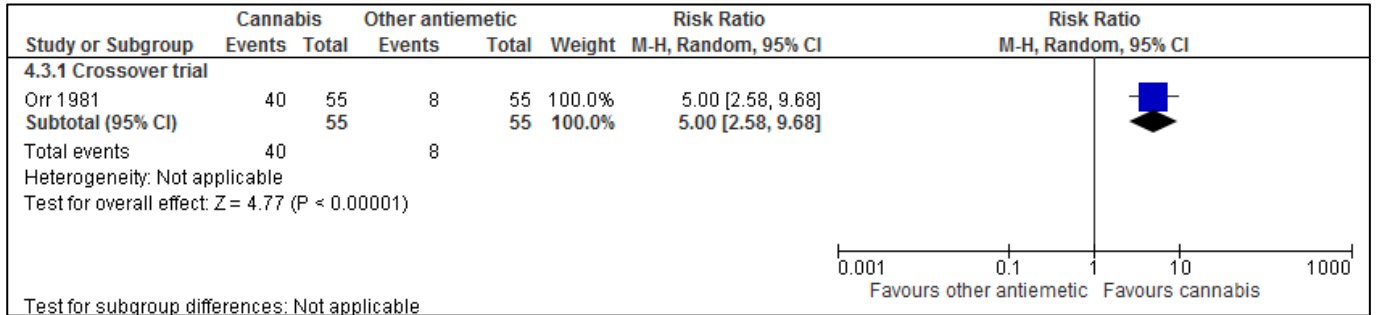 Cannabis Other antiemetic Risk Ratio Risk Ratio
Study or Subgroup Events Total Events Total Weight M-H, Random, 95% CI M-H, Random, 95% CI
4.3.1 Crossover trial
Orr 1981 40 55 8 55 100.0% 5.00 [2.58, 9.68]
Subtotal (95% CI) 55 55 100.0% 5.00 [2.58, 9.68]
Total events 40 8
Heterogeneity: Not applicable
Test for overall effect: Z = 4.77 (P < 0.00001)
0.001 0.1 1 10 1000
Favours other antiemetic Favours cannabis
Test for subgroup differences: Not applicable